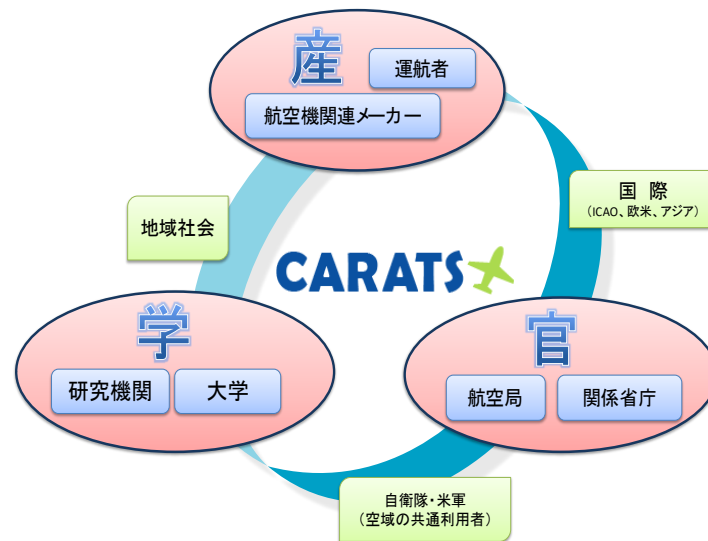 産
運航者
航空機関連メーカー
国 際
（ICAO、欧米、アジア）
地域社会
CARATS
学
研究機関
大学
官
航空局
関係省庁
自衛隊・米軍
（空域の共通利用者）